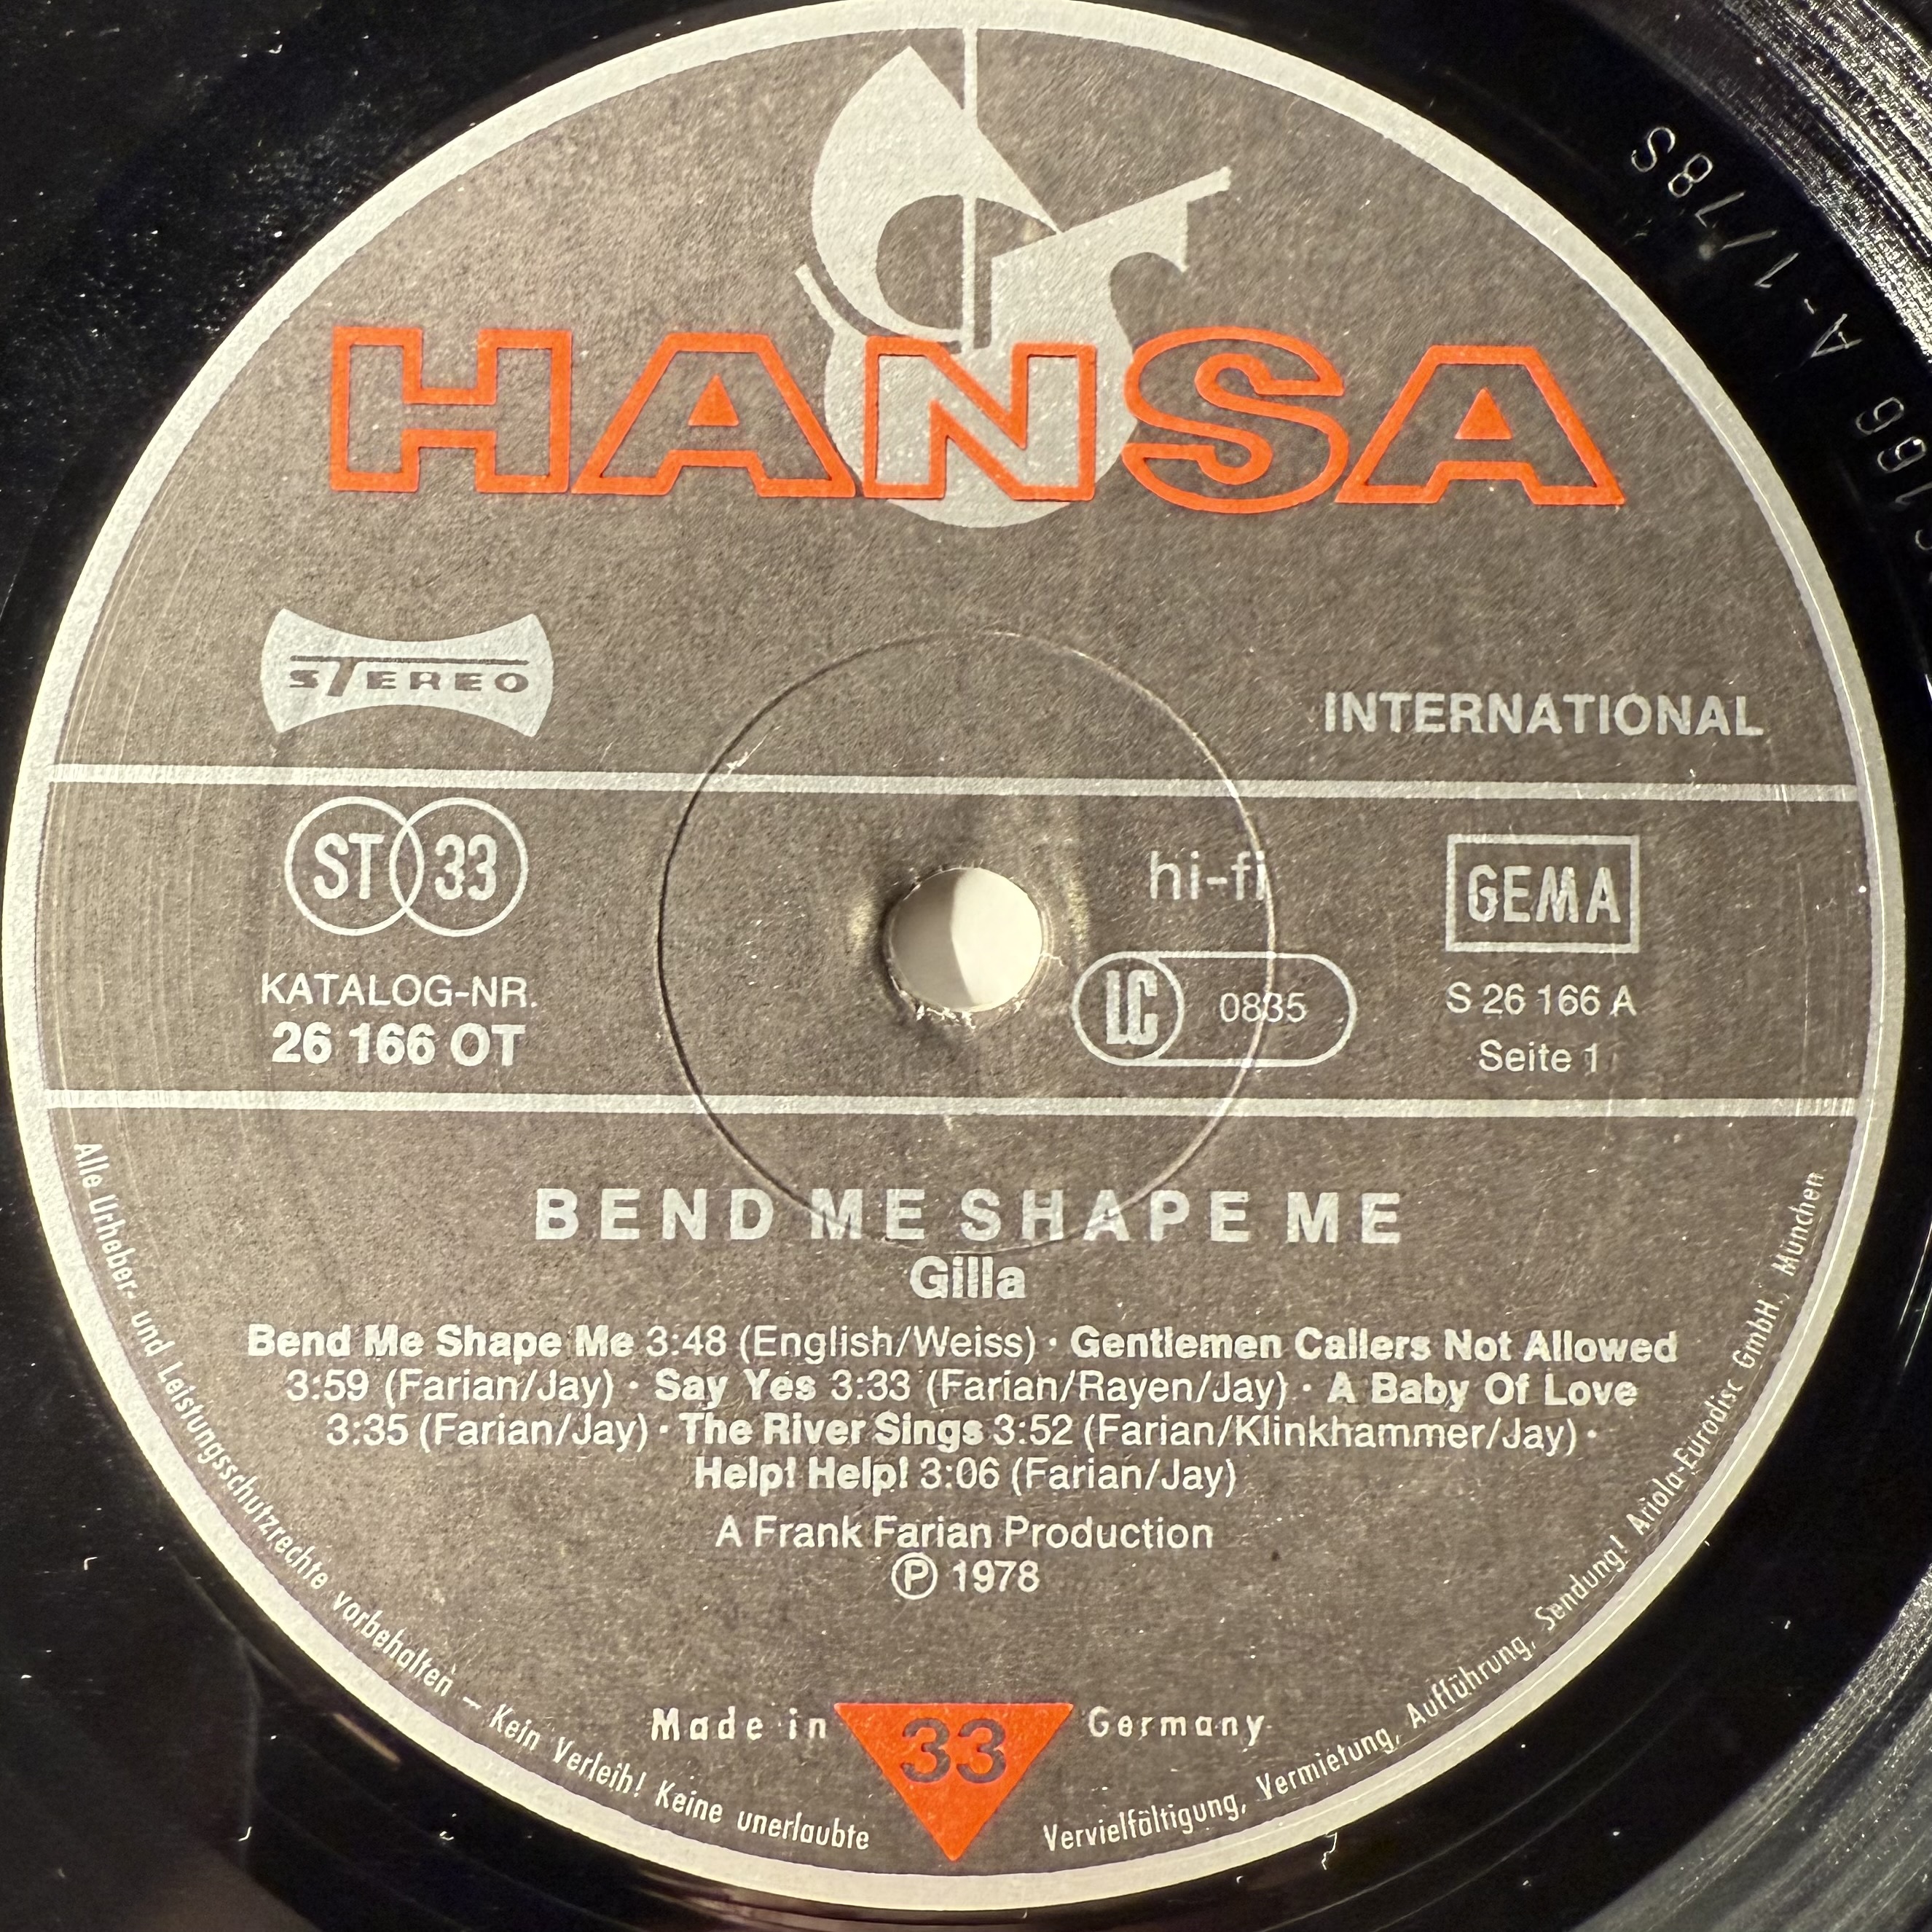 HANSA
STEREO
INTERNATIONAL
ST 33
hi-fi
GEMA
KATALOG-NR.
26 166 OT
LC 0835
S 26 166 A
Seite 1
BEND ME SHAPE ME
Gilla
Bend Me Shape Me 3:48 (English/Weiss) · Gentlemen Callers Not Allowed
3:59 (Farian/Jay) · Say Yes 3:33 (Farian/Rayen/Jay) · A Baby Of Love
3:35 (Farian/Jay) · The River Sings 3:52 (Farian/Klinkhammer/Jay) ·
Help! Help! 3:06 (Farian/Jay)
A Frank Farian Production
Ⓟ 1978
Made in 33 Germany
Alle Urheber- und Leistungsschutzrechte vorbehalten – Kein Verleih! Keine unerlaubte Vervielfältigung, Vermietung, Aufführung, Sendung! Ariola-Eurodisc GmbH., München
166 A-1/78S